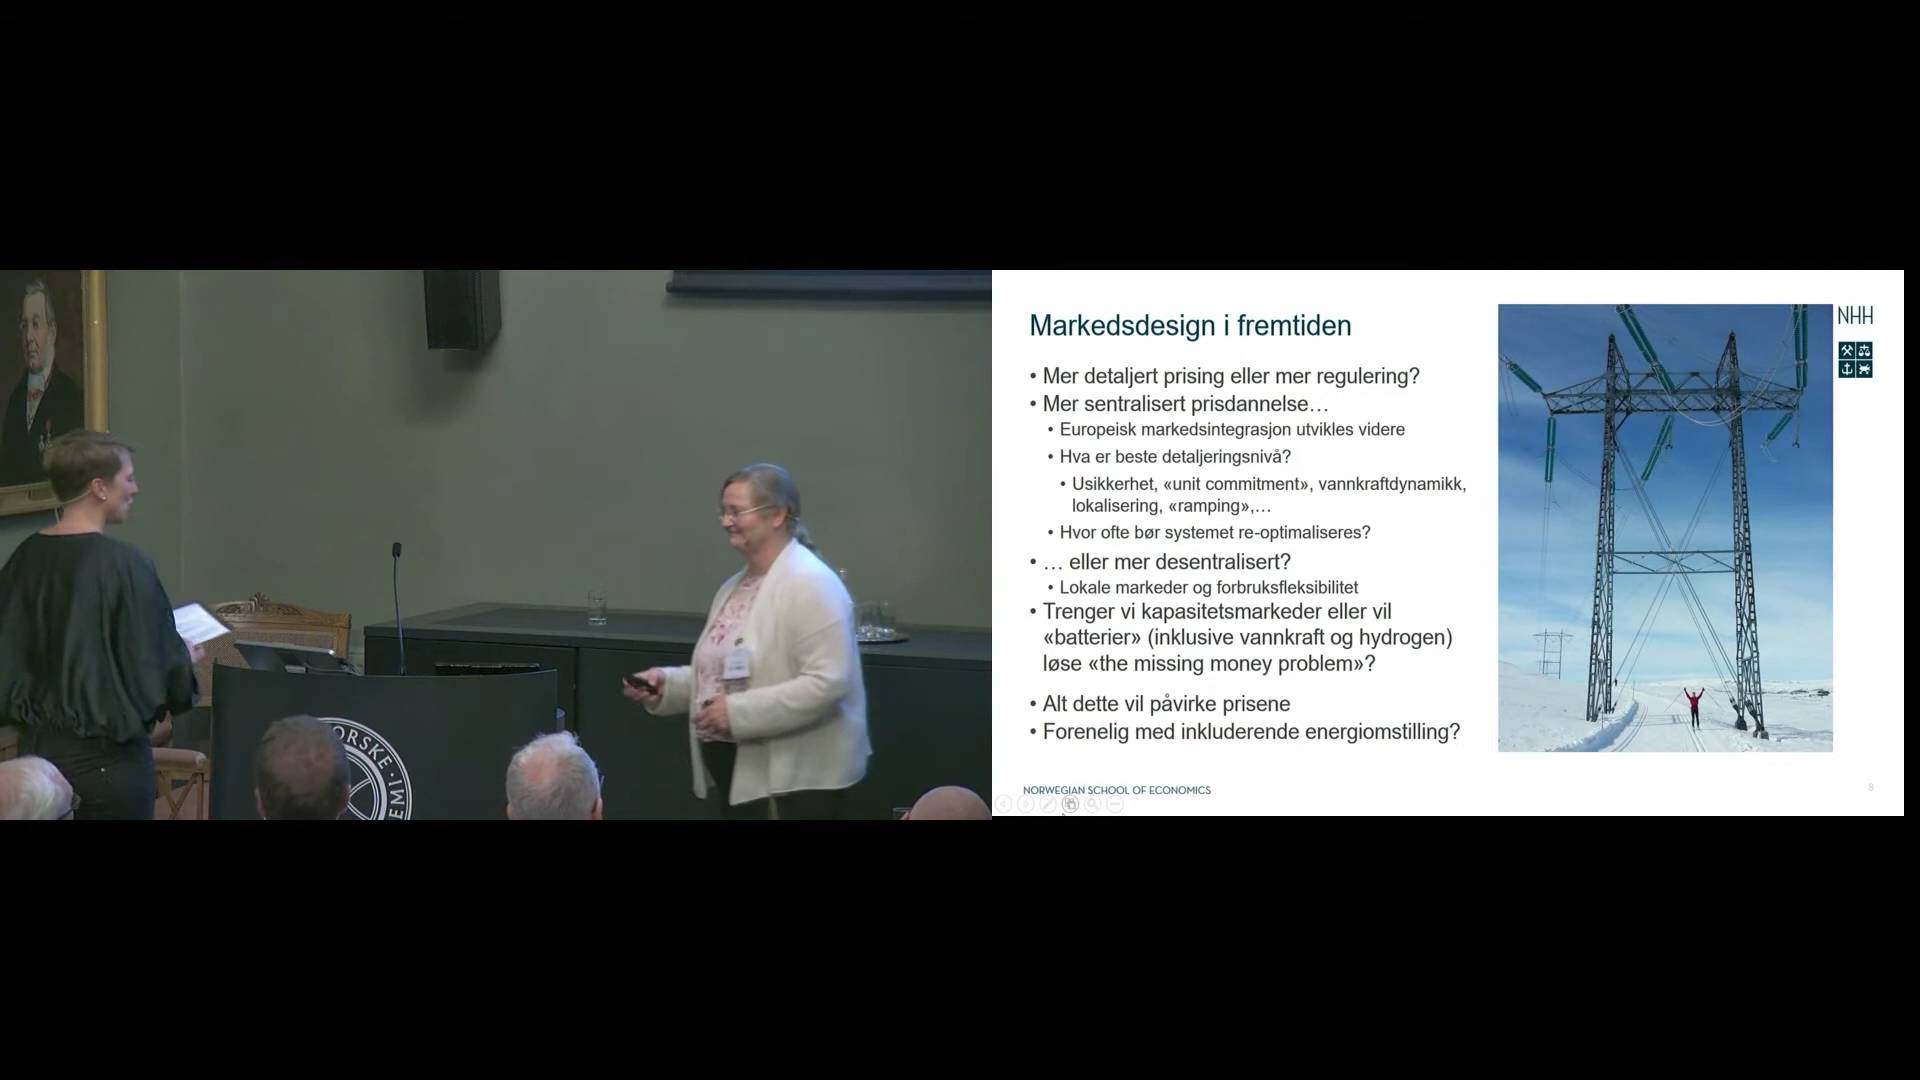 Markedsdesign i fremtiden
NHH
• Mer detaljert prising eller mer regulering?
• Mer sentralisert prisdannelse…
• Europeisk markedsintegrasjon utvikles videre
• Hva er beste detaljeringsnivå?
• Usikkerhet, «unit commitment», vannkraftdynamikk,
lokalisering, «ramping»,…
• Hvor ofte bør systemet re-optimaliseres?
• … eller mer desentralisert?
• Lokale markeder og forbruksfleksibilitet
• Trenger vi kapasitetsmarkeder eller vil
«batterier» (inklusive vannkraft og hydrogen)
løse «the missing money problem»?
• Alt dette vil påvirke prisene
• Forenelig med inkluderende energiomstilling?
NORWEGIAN SCHOOL OF ECONOMICS
8
ORSKE ·